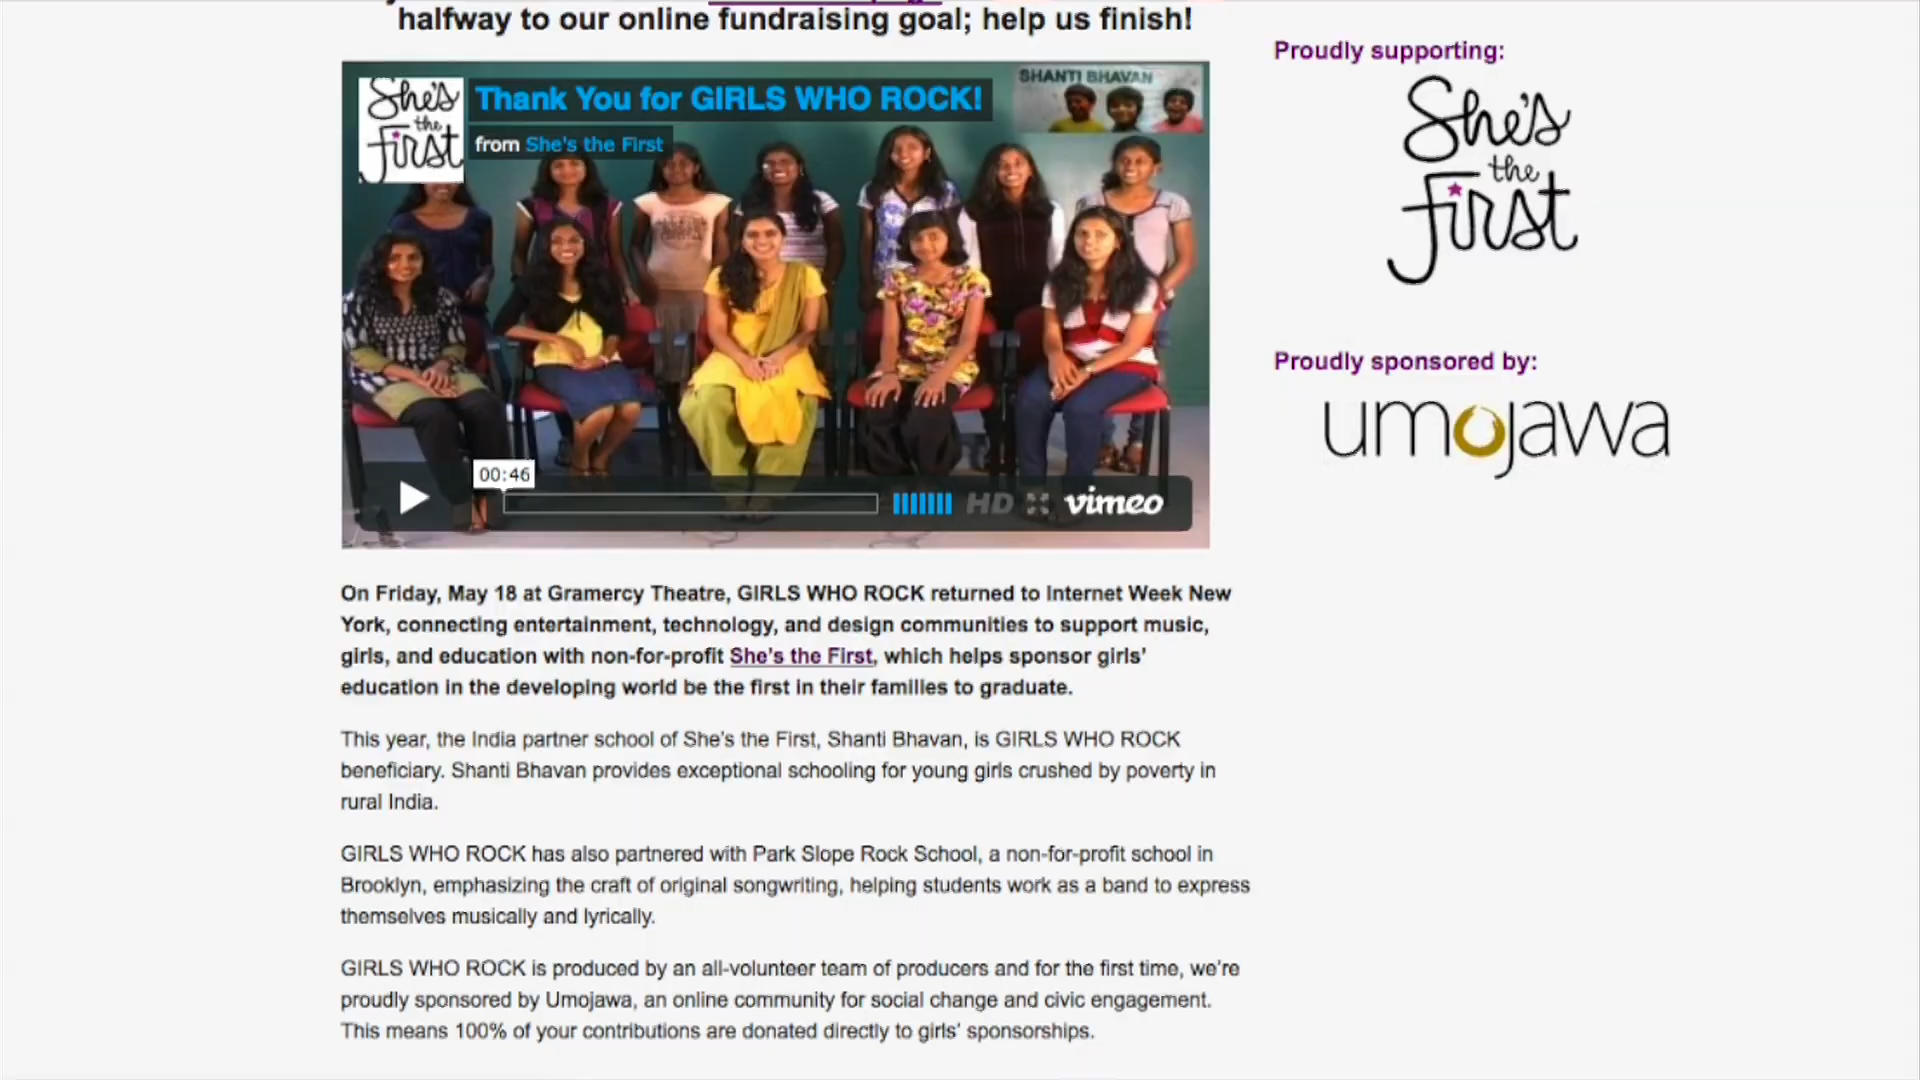 halfway to our online fundraising goal; help us finish!
Proudly supporting:
She's
the
First
She's
the
First
Thank You for GIRLS WHO ROCK!
from She's the First
SHANTI BHAVAN
Proudly sponsored by:
umojawa
00:46
HD
vimeo
On Friday, May 18 at Gramercy Theatre, GIRLS WHO ROCK returned to Internet Week New
York, connecting entertainment, technology, and design communities to support music,
girls, and education with non-for-profit She's the First, which helps sponsor girls'
education in the developing world be the first in their families to graduate.
This year, the India partner school of She's the First, Shanti Bhavan, is GIRLS WHO ROCK
beneficiary. Shanti Bhavan provides exceptional schooling for young girls crushed by poverty in
rural India.
GIRLS WHO ROCK has also partnered with Park Slope Rock School, a non-for-profit school in
Brooklyn, emphasizing the craft of original songwriting, helping students work as a band to express
themselves musically and lyrically.
GIRLS WHO ROCK is produced by an all-volunteer team of producers and for the first time, we're
proudly sponsored by Umojawa, an online community for social change and civic engagement.
This means 100% of your contributions are donated directly to girls' sponsorships.